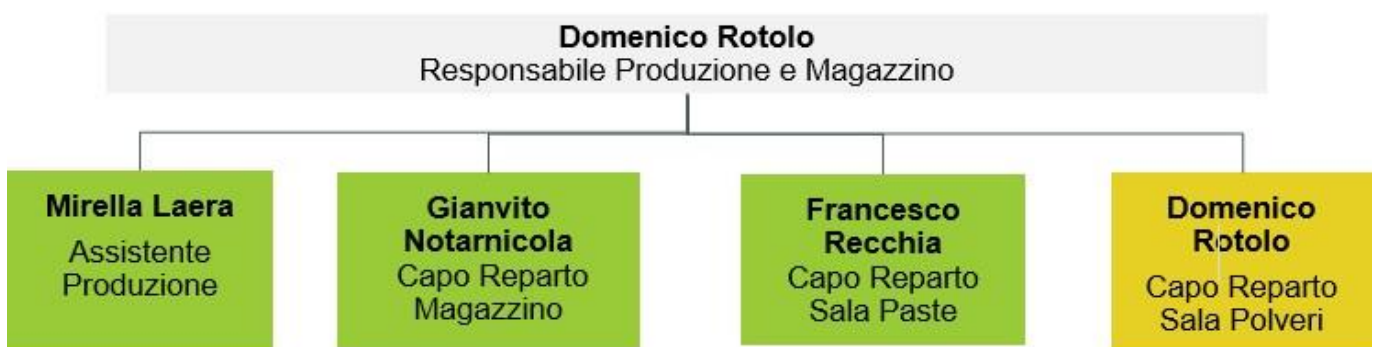 Domenico Rotolo
Responsabile Produzione e Magazzino
Mirella Laera
Assistente
Produzione
Gianvito
Notarnicola
Capo Reparto
Magazzino
Francesco
Recchia
Capo Reparto
Sala Paste
Domenico
Rotolo
Capo Reparto
Sala Polveri